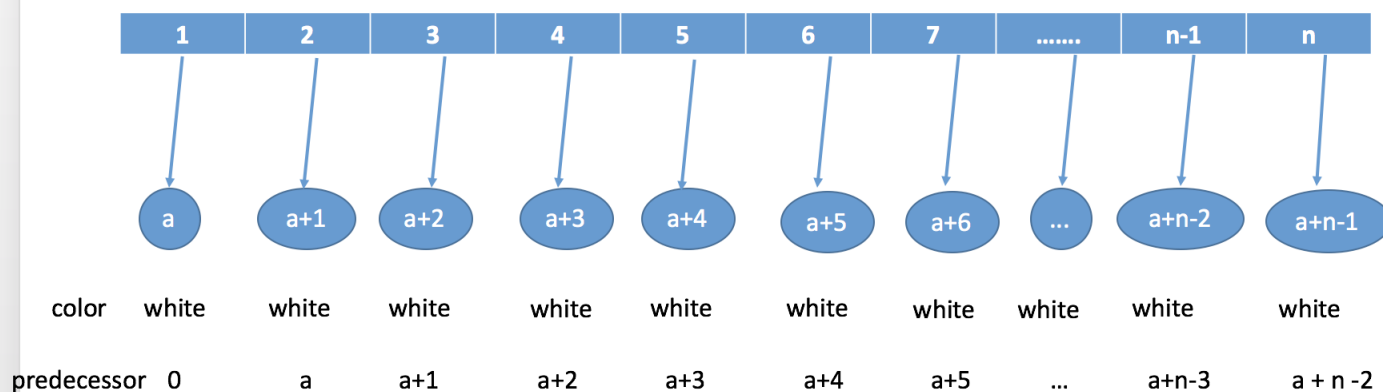 1 2 3 4 5 6 7 ....... n-1 n
a a+1 a+2 a+3 a+4 a+5 a+6 ... a+n-2 a+n-1
color white white white white white white white white white white
predecessor 0 a a+1 a+2 a+3 a+4 a+5 ... a+n-3 a + n -2